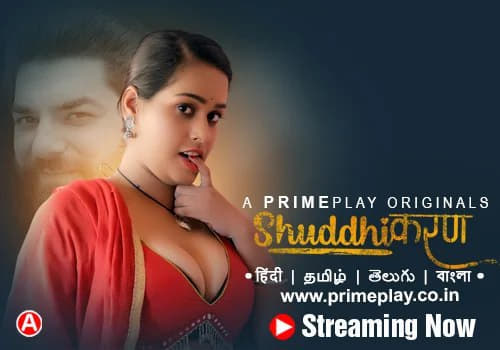 A PRIMEPLAY ORIGINALS
Shuddhiकरण
• हिंदी | தமிழ் | తెలుగు | বাংলা •
www.primeplay.co.in
Streaming Now
A